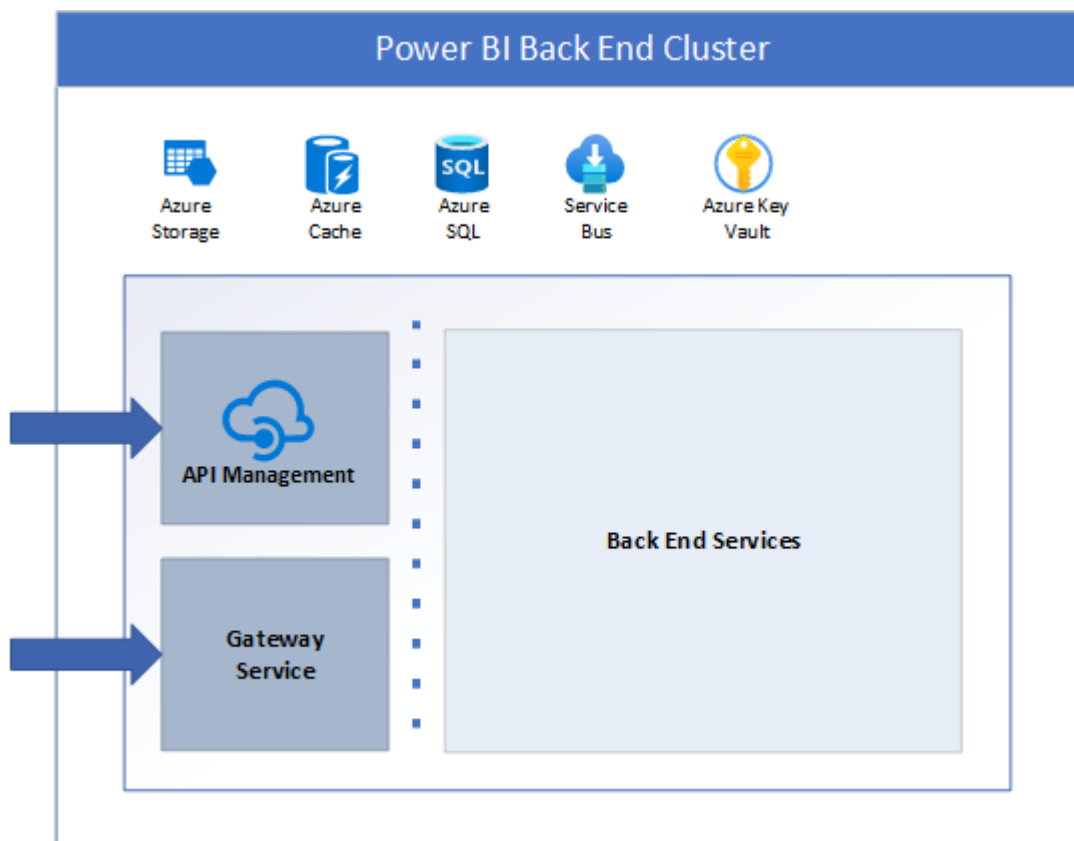 Power BI Back End Cluster
SQL
Azure
Storage
Azure
Cache
Azure
SQL
Service
Bus
Azure Key
Vault
API Management
Back End Services
Gateway
Service